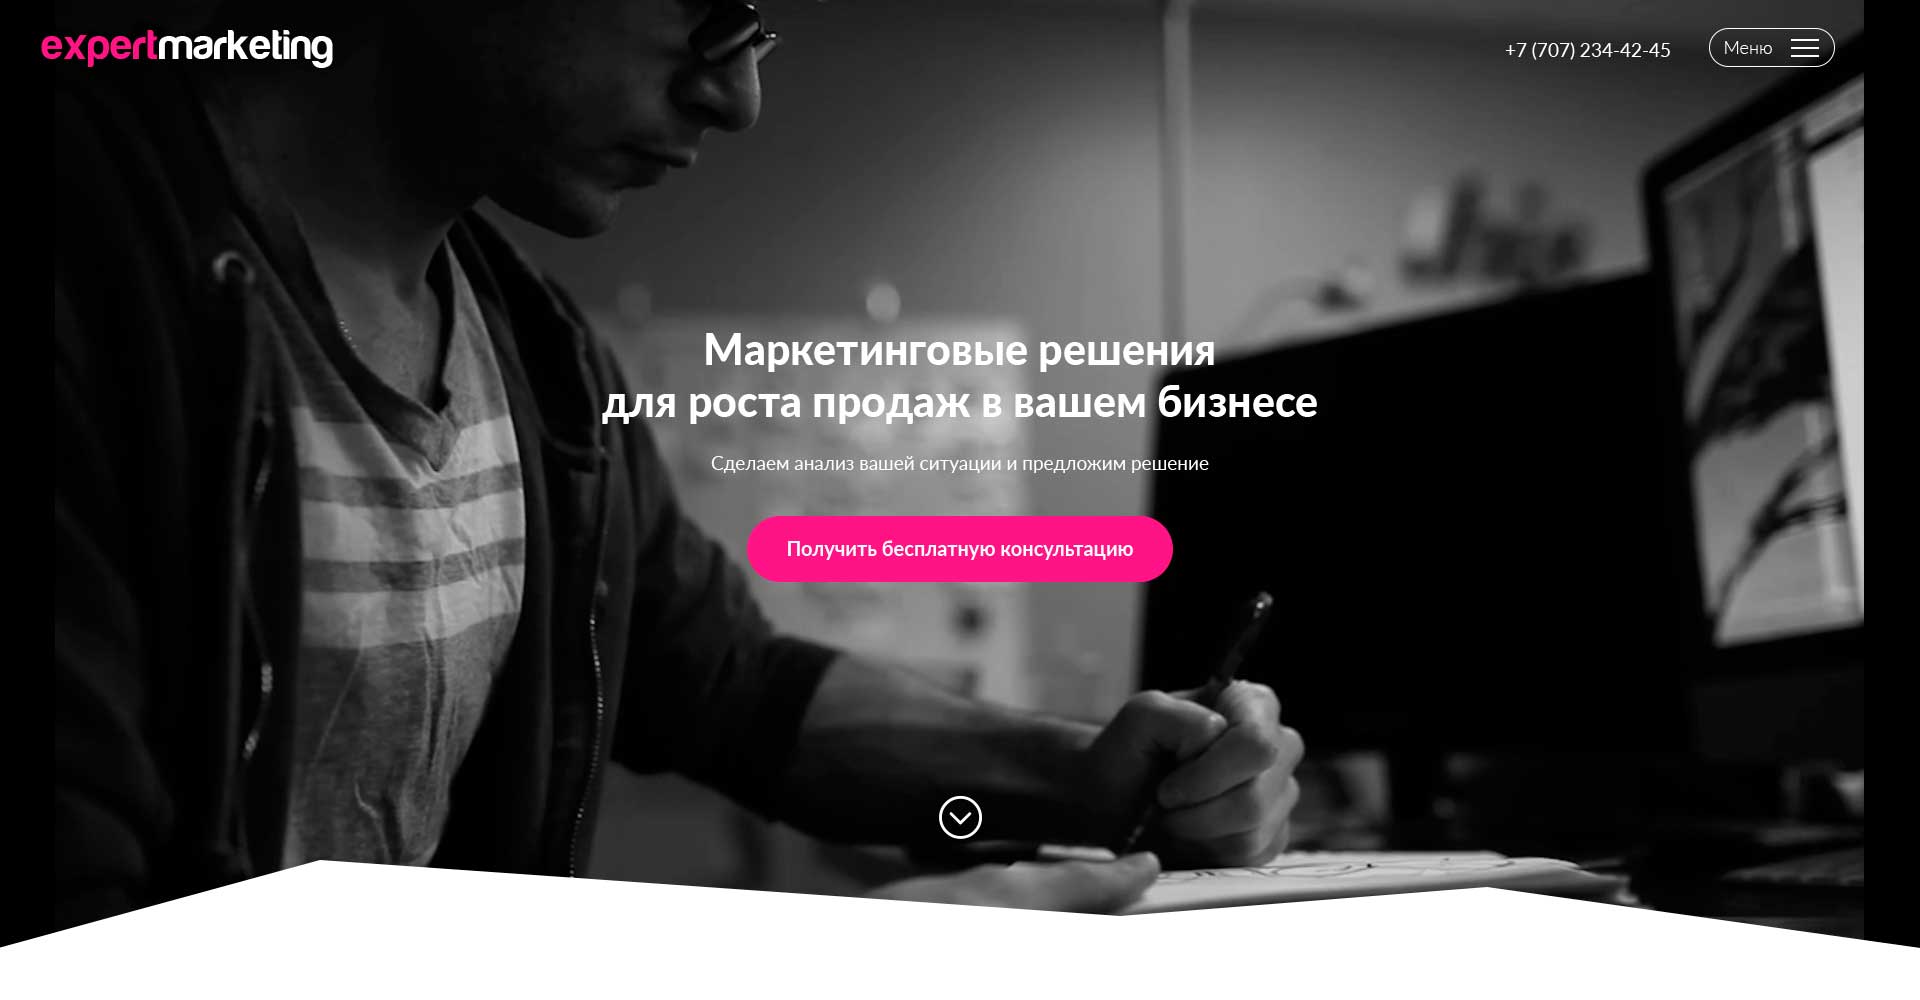 expertmarketing
+7 (707) 234-42-45
Меню
Маркетинговые решения
для роста продаж в вашем бизнесе
Сделаем анализ вашей ситуации и предложим решение
Получить бесплатную консультацию